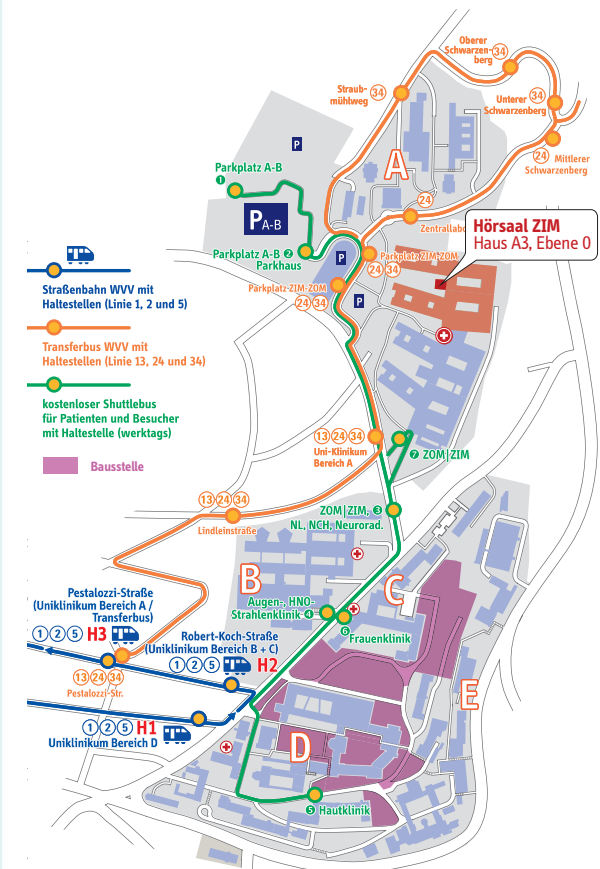 Oberer
Schwarzen-
berg
34
Straub-
mühlweg
34
Unterer
Schwarzenberg
34
24
Mittlerer
Schwarzenberg
P
Parkplatz A-B
1
A
24
P A-B
Hörsaal ZIM
Haus A3, Ebene 0
Parkplatz A-B 2
Parkhaus
P
Parkplatz ZIM-ZOM
24 34
Parkplatz-ZIM-ZOM
24 34
P
Straßenbahn WVV mit
Haltestellen (Linie 1, 2 und 5)
Transferbus WVV mit
Haltestellen (Linie 13, 24 und 34)
kostenloser Shuttlebus
für Patienten und Besucher
mit Haltestelle (werktags)
Baustelle
13 24 34
Uni-Klinikum
Bereich A
7 ZOM|ZIM
13 24 34
Lindleinstraße
ZOM|ZIM, 3
NL, NCH, Neurorad.
B
C
Augen-, HNO-
Strahlenklinik 4
6
Frauenklinik
Pestalozzi-Straße
(Uniklinikum Bereich A /
Transferbus)
1 2 5 H3
13 24 34
Pestalozzi-Str.
Robert-Koch-Straße
(Uniklinikum Bereich B + C)
1 2 5 H2
1 2 5 H1
Uniklinikum Bereich D
E
D
5 Hautklinik